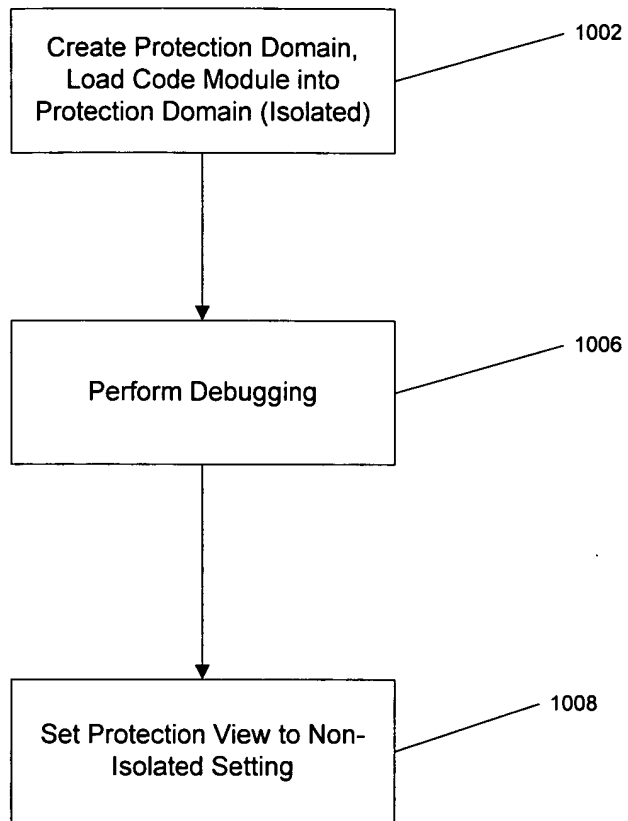 Create Protection Domain,
Load Code Module into
Protection Domain (Isolated)
1002
Perform Debugging
1006
Set Protection View to Non-
Isolated Setting
1008